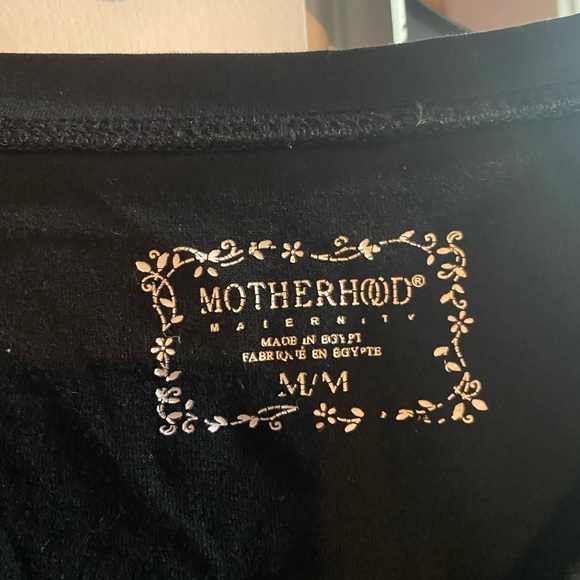 MOTHERHOOD®
MATERNITY
MADE IN EGYPT
FABRIQUÉ EN EGYPTE
M/M